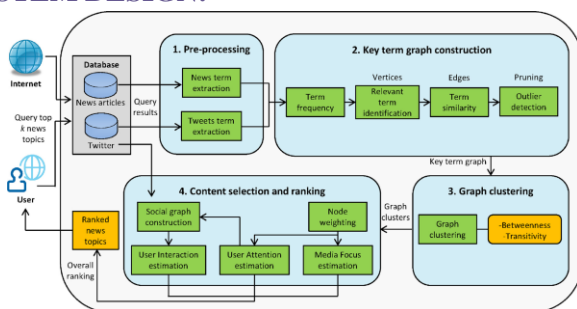 1. Pre-processing
2. Key term graph construction
Database
Internet
News articles
Query results
News term extraction
Vertices
Edges
Pruning
Term frequency
Relevant term identification
Term similarity
Outlier detection
Query top k news topics
Twitter
Tweets term extraction
Key term graph
User
4. Content selection and ranking
3. Graph clustering
Social graph construction
Node weighting
Graph clusters
Graph clustering
-Betweenness
-Transitivity
Ranked news topics
User Interaction estimation
User Attention estimation
Media Focus estimation
Overall ranking